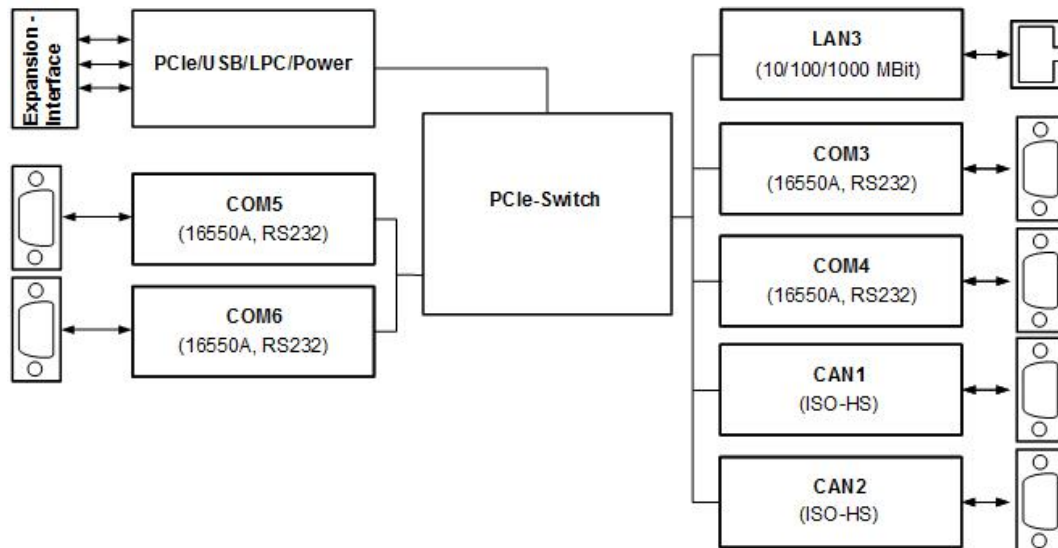 Expansion -
Interface
PCIe/USB/LPC/Power
COM5
(16550A, RS232)
COM6
(16550A, RS232)
PCIe-Switch
LAN3
(10/100/1000 MBit)
COM3
(16550A, RS232)
COM4
(16550A, RS232)
CAN1
(ISO-HS)
CAN2
(ISO-HS)